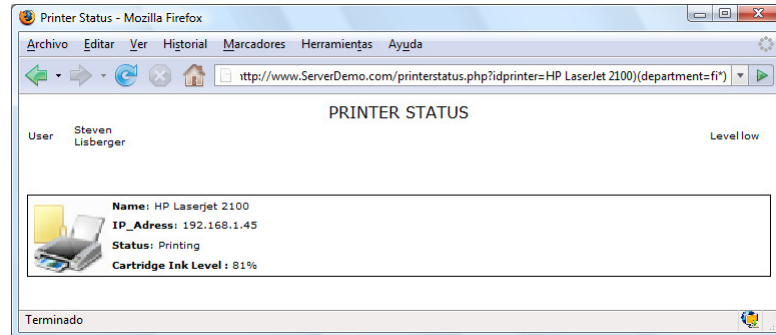 Printer Status - Mozilla Firefox
Archivo Editar Ver Historial Marcadores Herramientas Ayuda
ttp://www.ServerDemo.com/printerstatus.php?idprinter=HP LaserJet 2100)(department=fi*)
PRINTER STATUS
User Steven Lisberger Level low
Name: HP Laserjet 2100
IP_Adress: 192.168.1.45
Status: Printing
Cartridge Ink Level : 81%
Terminado